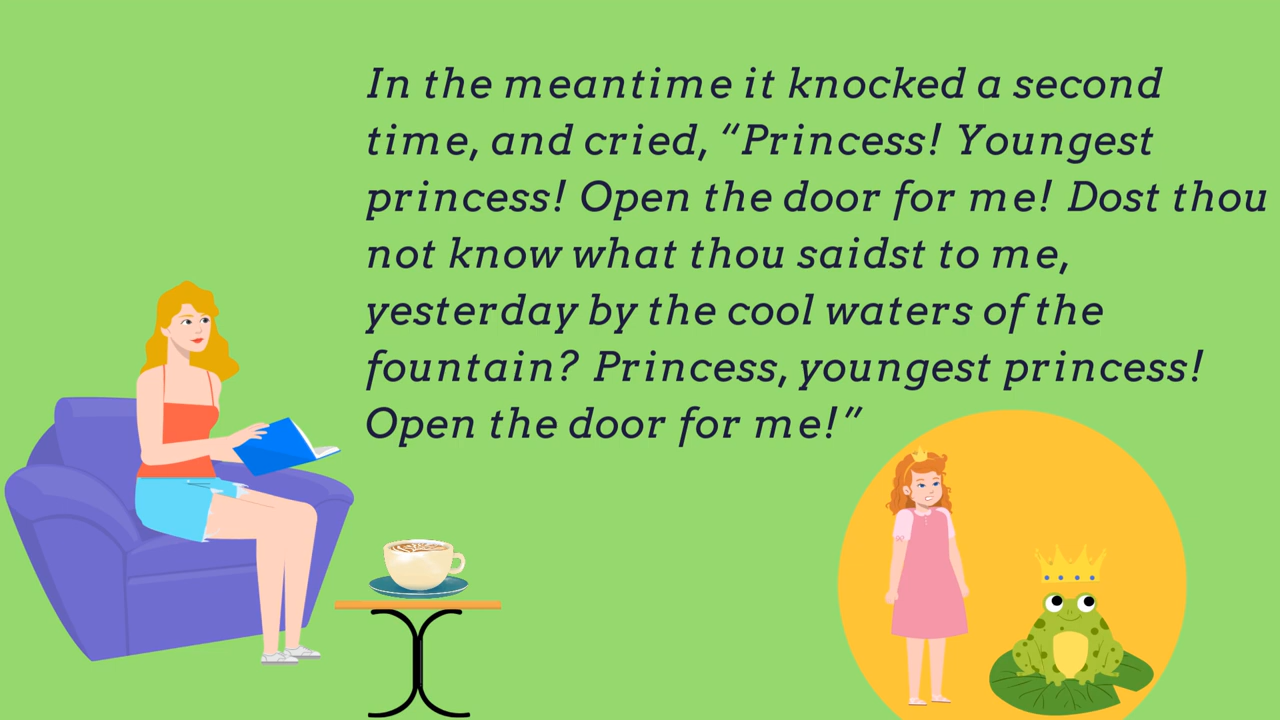 In the meantime it knocked a second
time, and cried, “Princess! Youngest
princess! Open the door for me! Dost thou
not know what thou saidst to me,
yesterday by the cool waters of the
fountain? Princess, youngest princess!
Open the door for me!”